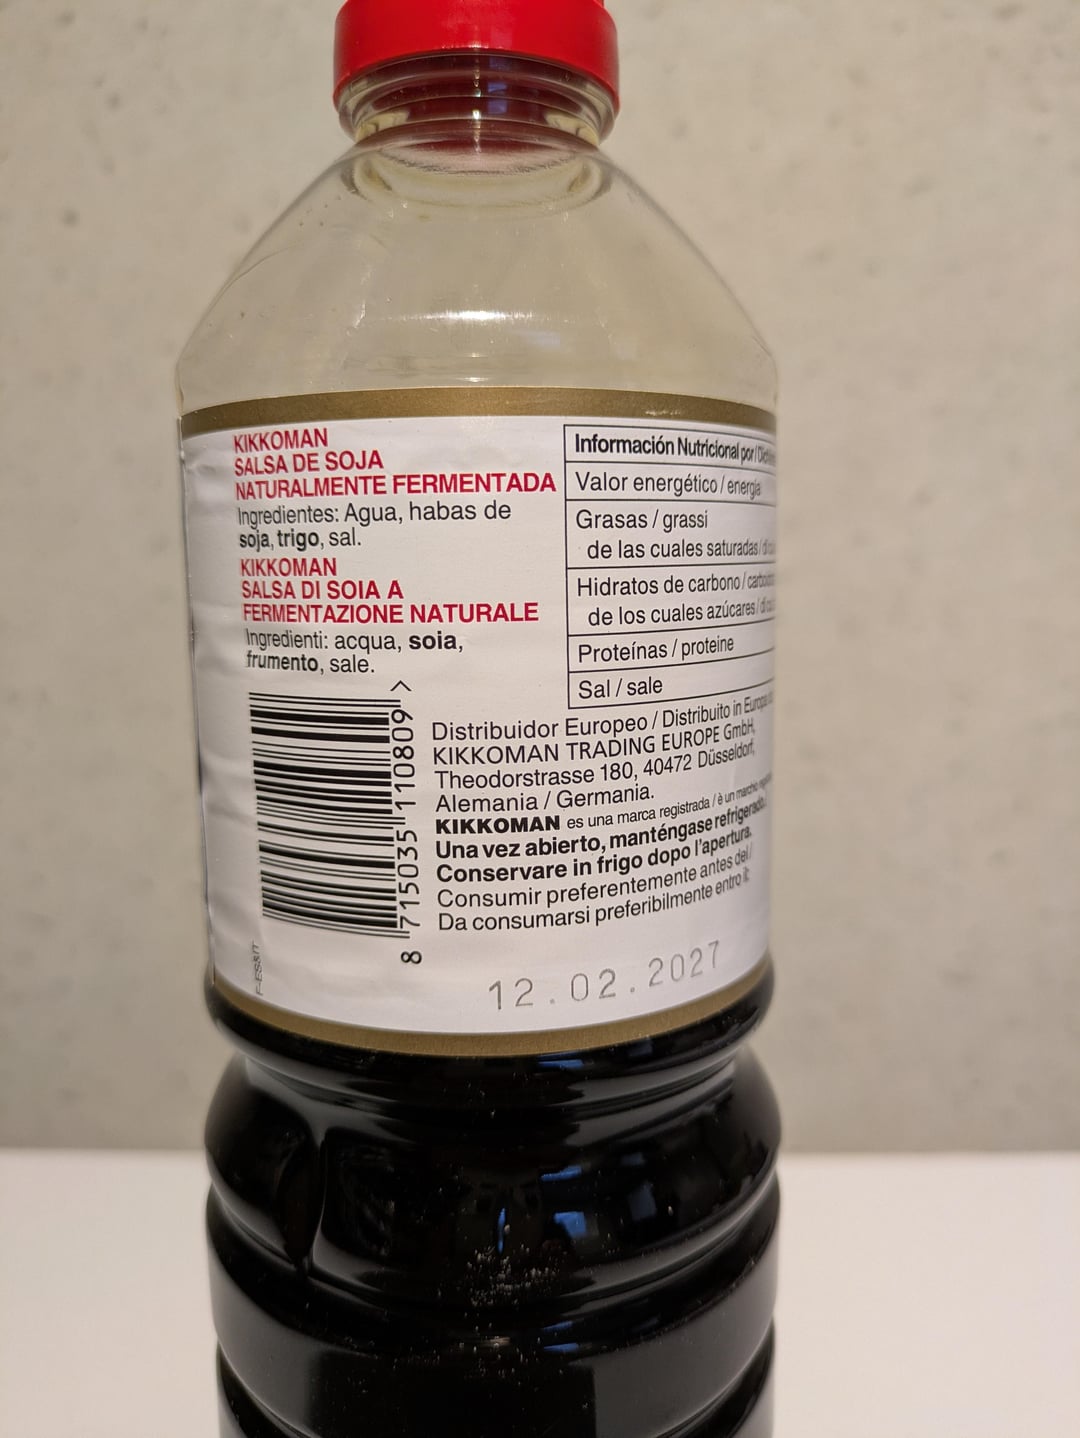 KIKKOMAN
SALSA DE SOJA
NATURALMENTE FERMENTADA
Ingredientes: Agua, habas de
soja, trigo, sal.
KIKKOMAN
SALSA DI SOIA A
FERMENTAZIONE NATURALE
Ingredienti: acqua, soia,
frumento, sale.
8 715035 110809 >
F-ES&IT
Información Nutricional por /
Valor energético / energia
Grasas / grassi
de las cuales saturadas /
Hidratos de carbono /
de los cuales azúcares /
Proteínas / proteine
Sal / sale
Distribuidor Europeo / Distribuito in Europa
KIKKOMAN TRADING EUROPE GmbH,
Theodorstrasse 180, 40472 Düsseldorf,
Alemania / Germania.
KIKKOMAN es una marca registrada / è un marchio
Una vez abierto, manténgase refrigerado.
Conservare in frigo dopo l'apertura.
Consumir preferentemente antes del /
Da consumarsi preferibilmente entro il:
12.02.2027